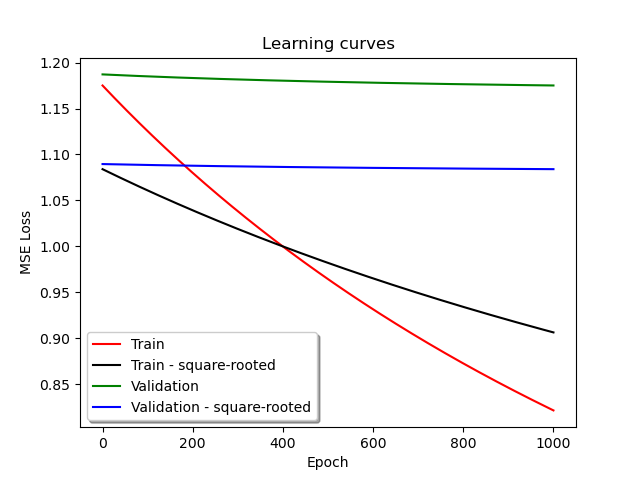 Learning curves
1.20
1.15
1.10
1.05
1.00
0.95
0.90
0.85
MSE Loss
Train
Train - square-rooted
Validation
Validation - square-rooted
0
200
400
600
800
1000
Epoch